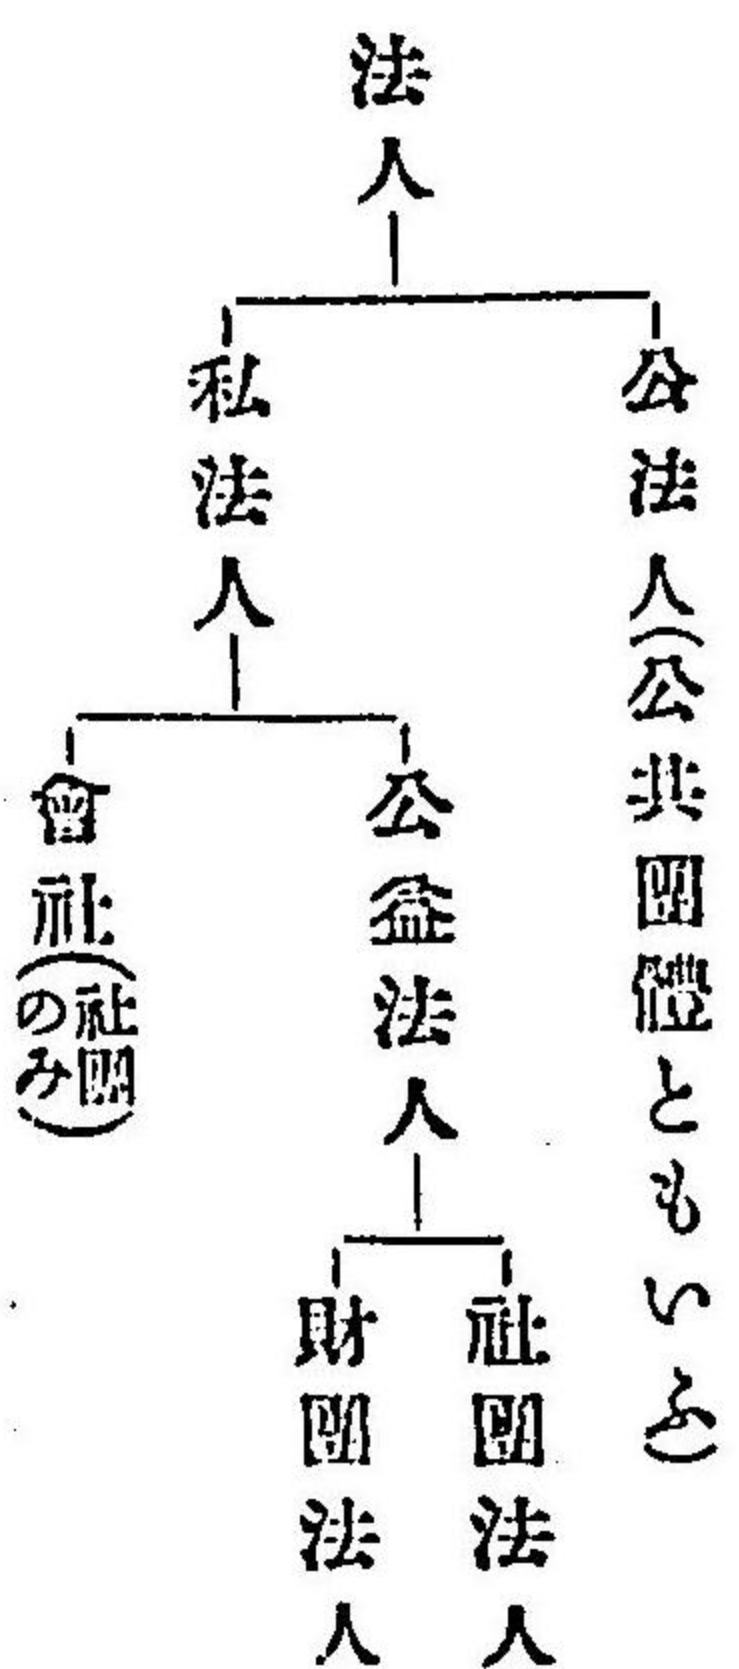 法人
公法人(公共團體ともいふ)
私法人
公益法人
社團法人
財團法人
會社(社團のみ)